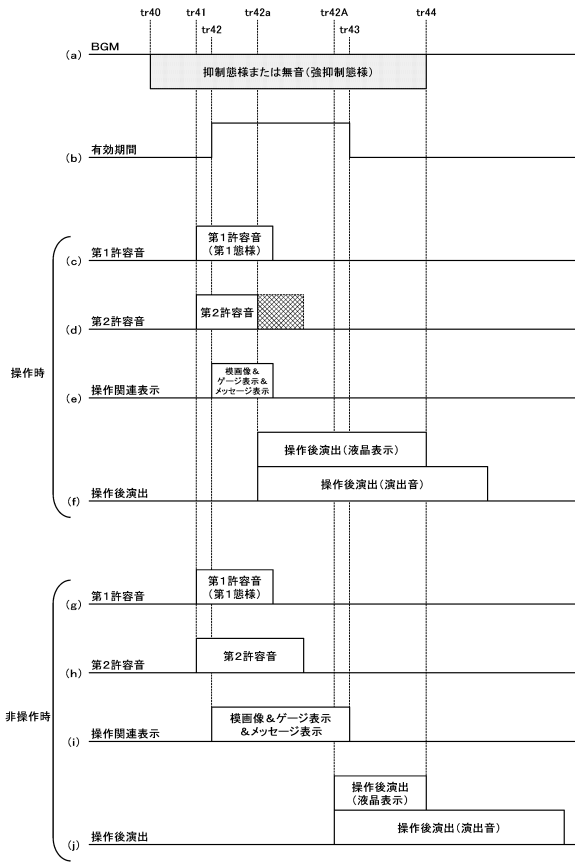 tr40
tr41
tr42
tr42a
tr42A
tr43
tr44
(a)
BGM
抑制態様または無音(強抑制態様)
(b)
有効期間
操作時
(c)
第1許容音
第1許容音
(第1態様)
(d)
第2許容音
第2許容音
(e)
操作関連表示
模画像&
ゲージ表示&
メッセージ表示
(f)
操作後演出
操作後演出(液晶表示)
操作後演出(演出音)
非操作時
(g)
第1許容音
第1許容音
(第1態様)
(h)
第2許容音
第2許容音
(i)
操作関連表示
模画像&ゲージ表示
&メッセージ表示
(j)
操作後演出
操作後演出
(液晶表示)
操作後演出(演出音)